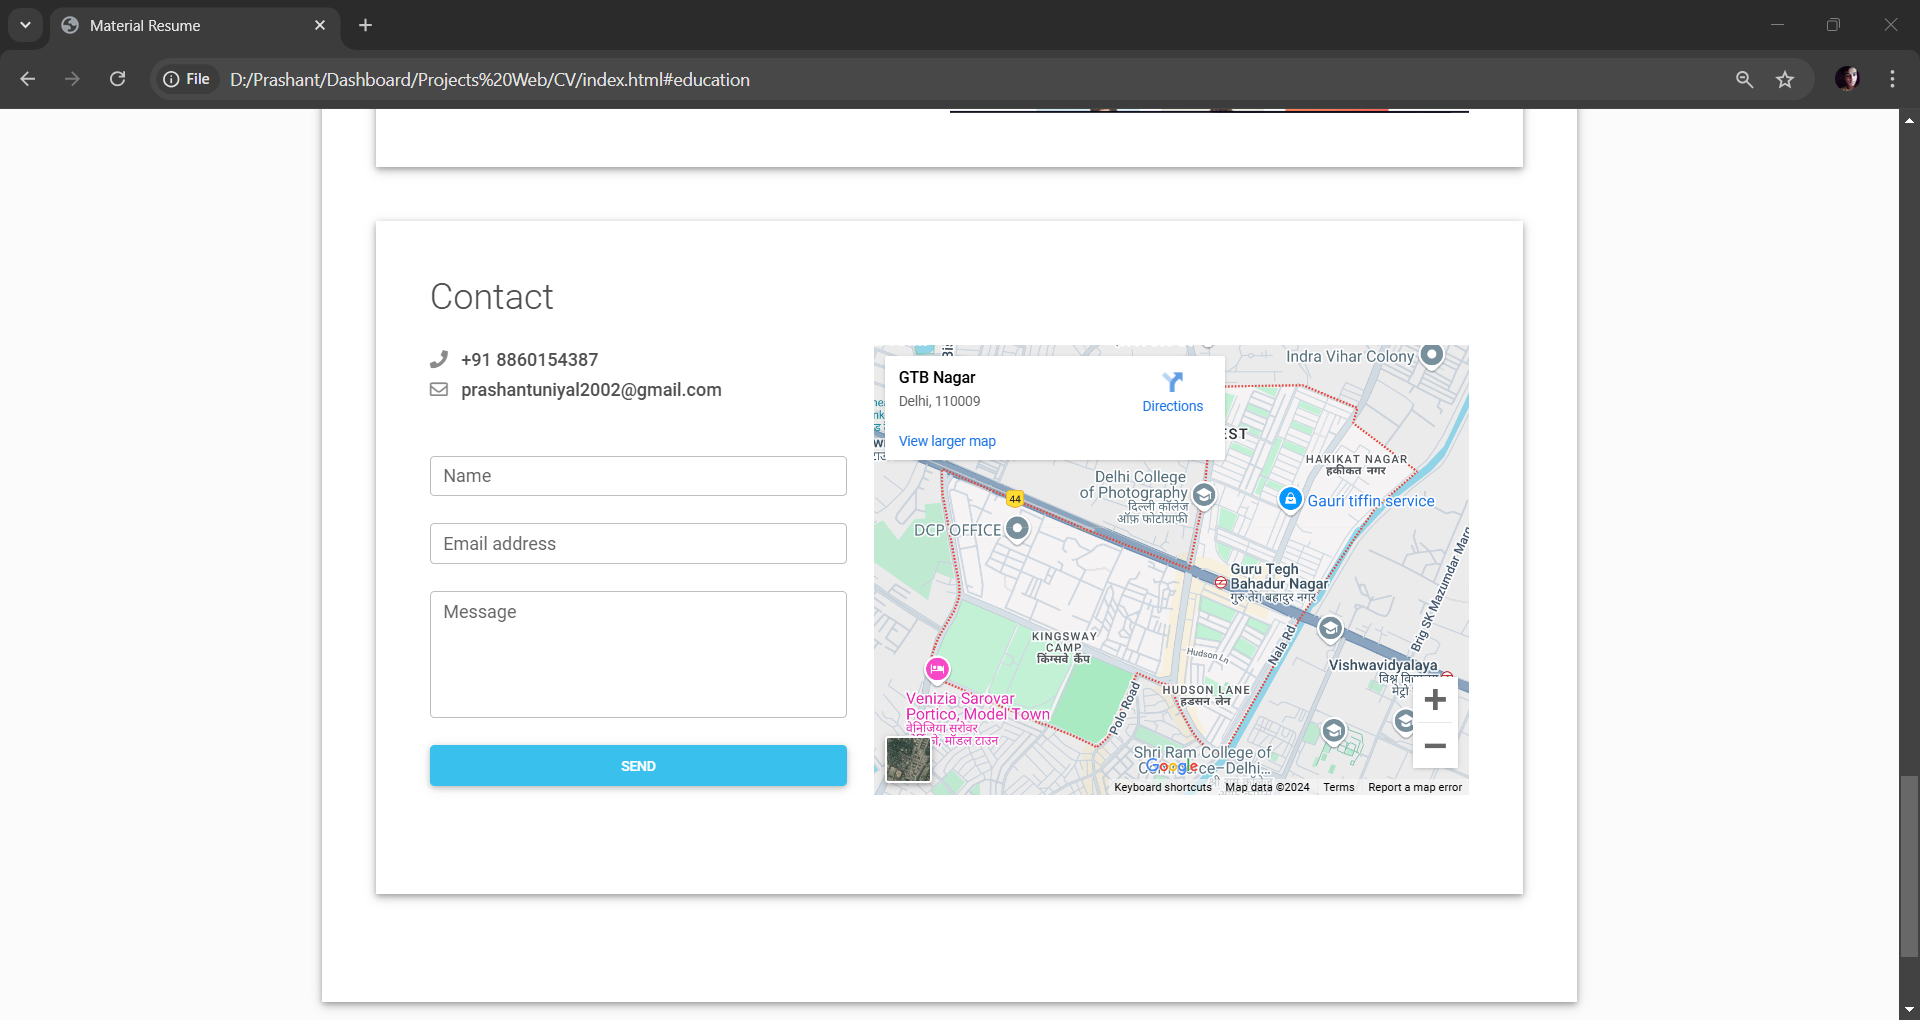 Material Resume
File
D:/Prashant/Dashboard/Projects%20Web/CV/index.html#education
Contact
+91 8860154387
prashantuniyal2002@gmail.com
Name
Email address
Message
SEND
GTB Nagar
Delhi, 110009
Directions
View larger map
Indra Vihar Colony
HAKIKAT NAGAR
हकीकत नगर
Delhi College
of Photography
दिल्ली कॉलेज
ऑफ़ फोटोग्राफी
44
Gauri tiffin service
DCP OFFICE
Guru Tegh
Bahadur Nagar
गुरु तेग़ बहादुर नगर
Brig SK Mazumdar Marg
KINGSWAY
CAMP
किंग्सवे कैंप
Hudson Ln
Nala Rd
Vishwavidyalaya
HUDSON LANE
हडसन लेन
Polo Road
Venizia Sarovar
Portico, Model Town
वेनिजिया सरोवर
मॉडल टाउन
Shri Ram College of
Google
Delhi...
Keyboard shortcuts
Map data ©2024
Terms
Report a map error